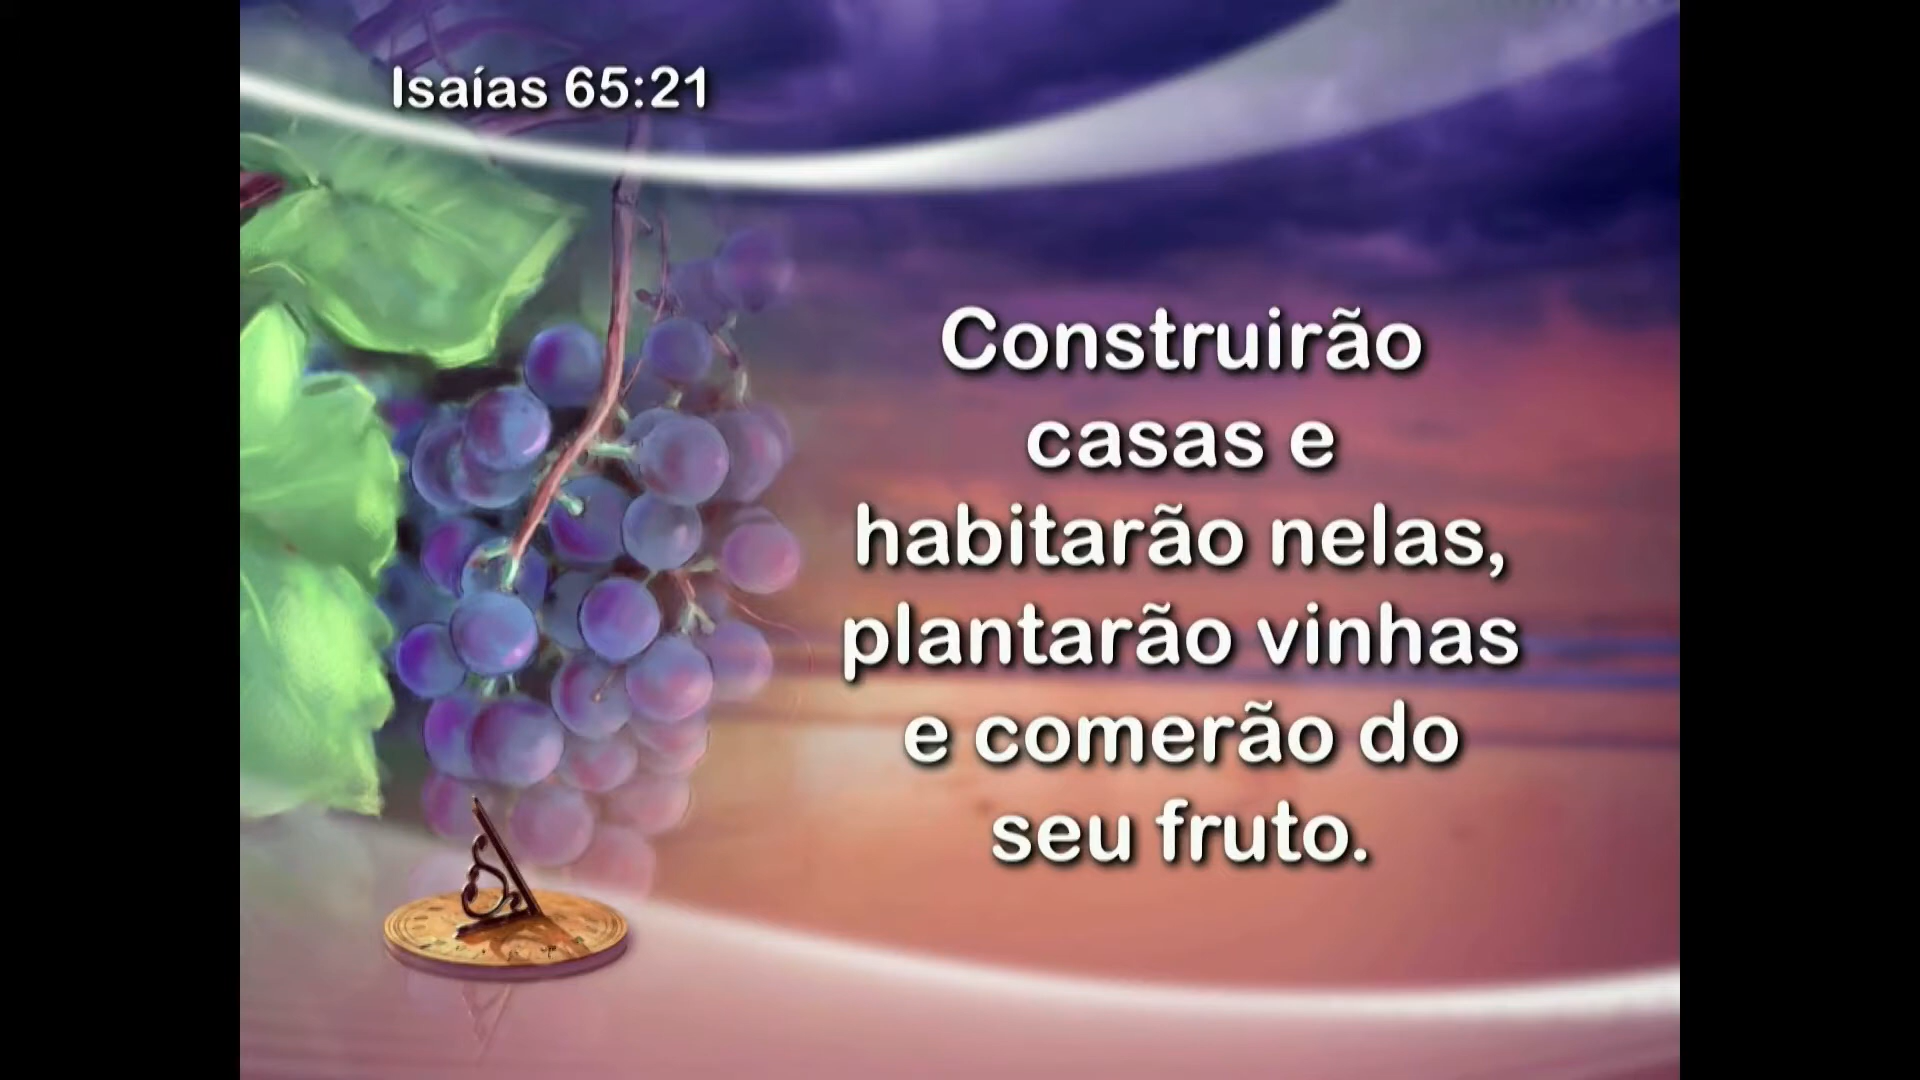 Isaías 65:21
Construirão
casas e
habitarão nelas,
plantarão vinhas
e comerão do
seu fruto.